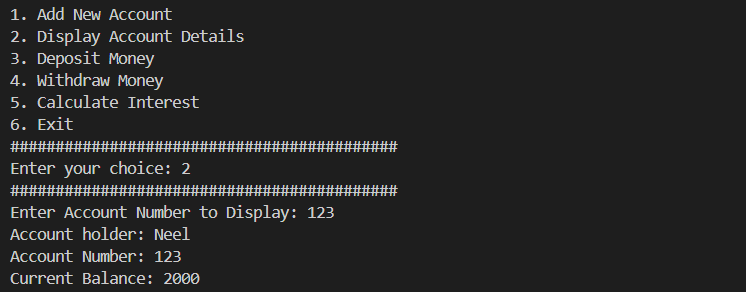 1. Add New Account
2. Display Account Details
3. Deposit Money
4. Withdraw Money
5. Calculate Interest
6. Exit
###########################################
Enter your choice: 2
###########################################
Enter Account Number to Display: 123
Account holder: Neel
Account Number: 123
Current Balance: 2000